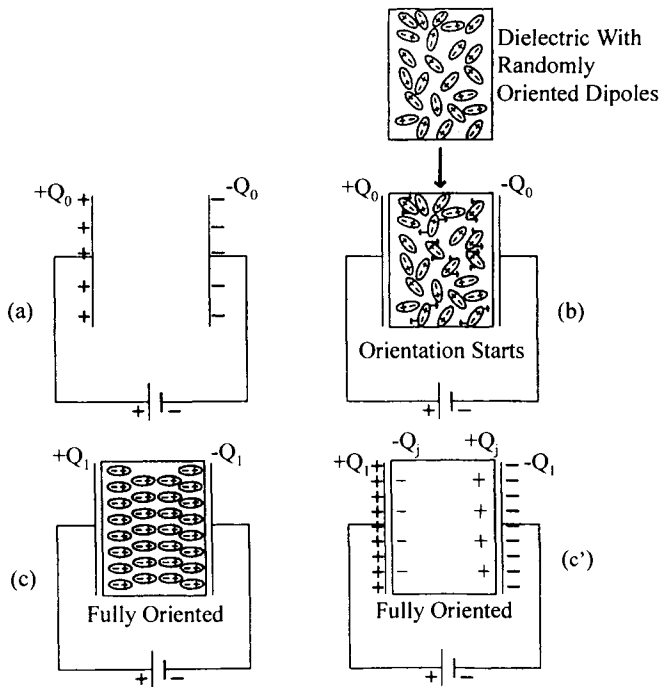 Dielectric With
Randomly
Oriented Dipoles
+Q₀
-Q₀
+Q₀
-Q₀
(a)
(b)
Orientation Starts
+ -
+ -
+Q₁
-Q₁
-Qⱼ
+Qⱼ
+Q₁
-Q₁
(c)
(c')
Fully Oriented
Fully Oriented
+ -
+ -